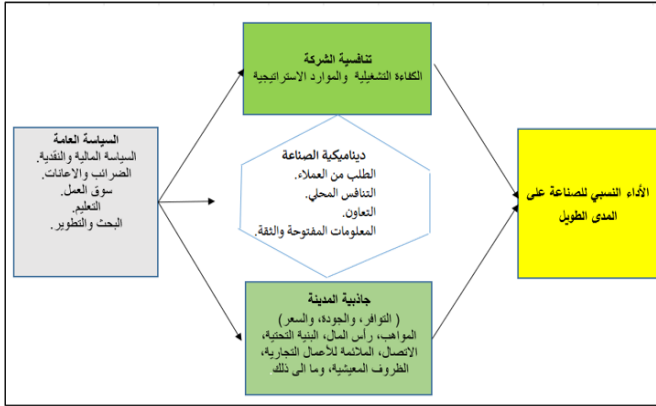 تنافسية الشركة
الكفاءة التشغيلية والموارد الاستراتيجية
السياسة العامة
السياسة المالية والنقدية.
الضرائب والاعانات.
سوق العمل.
التعليم.
البحث والتطوير.
ديناميكية الصناعة
الطلب من العملاء.
التنافس المحلي.
التعاون.
المعلومات المفتوحة والثقة.
الأداء النسبي للصناعة على
المدى الطويل
جاذبية المدينة
( التوافر، والجودة، والسعر)
المواهب، رأس المال، البنية التحتية،
الاتصال، الملائمة للأعمال التجارية،
الظروف المعيشية، وما الى ذلك.